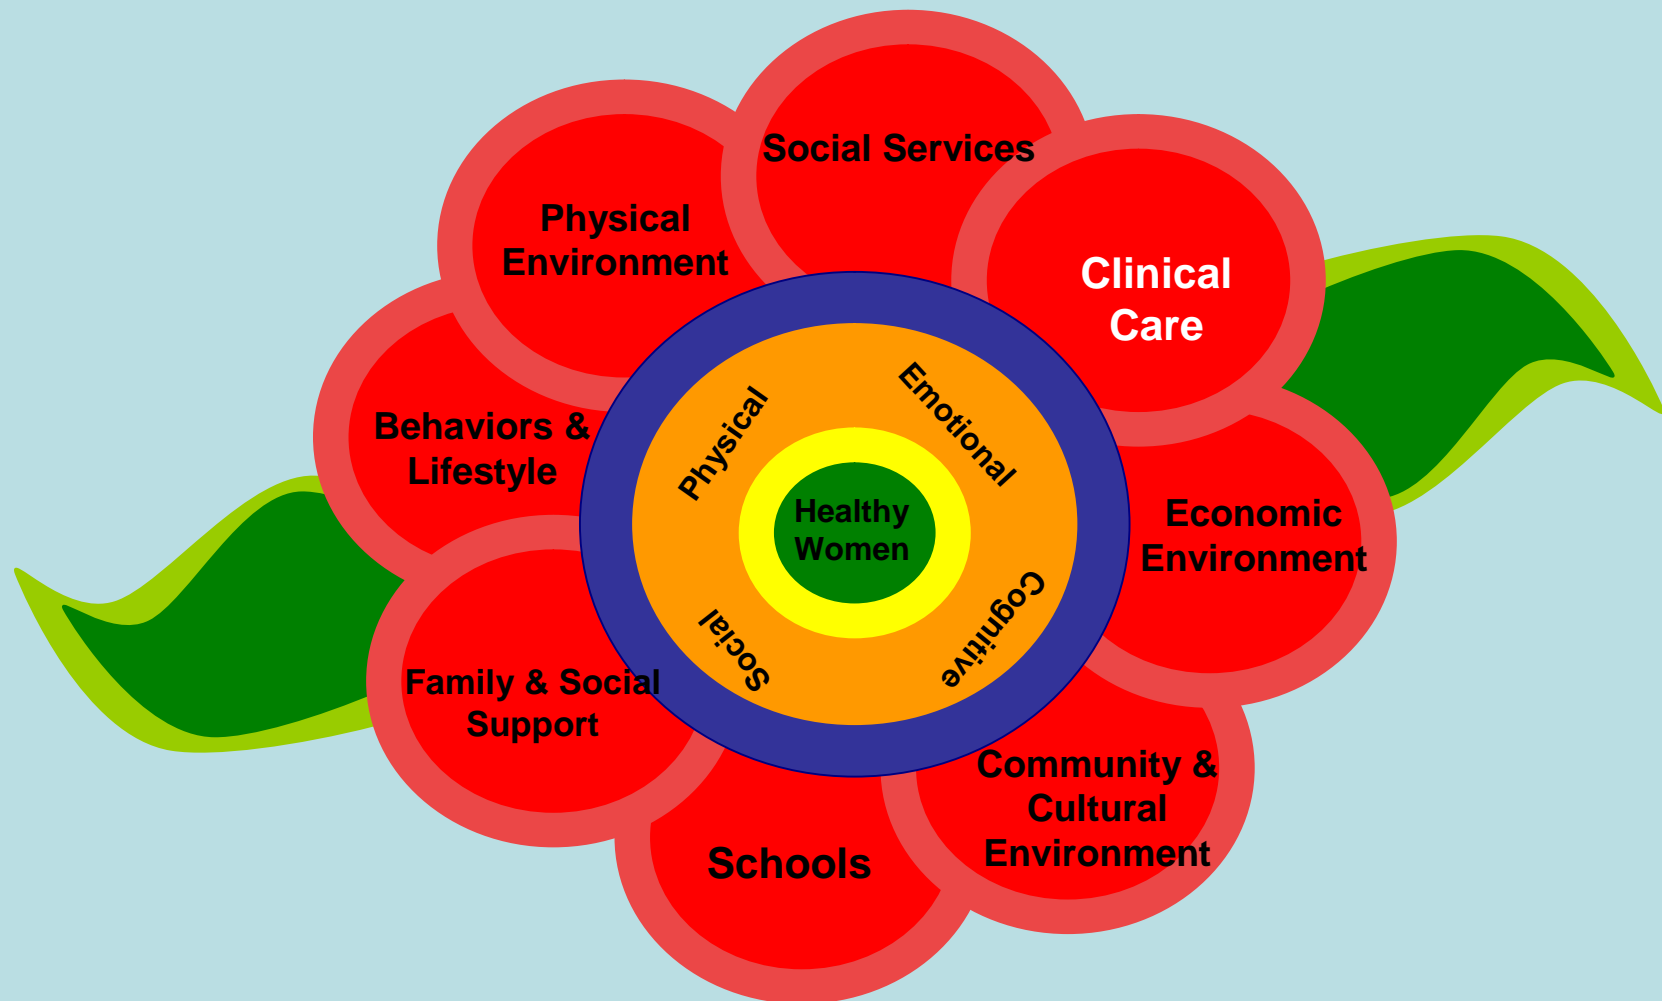 Social Services
Physical
Environment
Clinical
Care
Behaviors &
Lifestyle
Physical
Emotional
Healthy
Women
Economic
Environment
Social
Cognitive
Family & Social
Support
Community &
Cultural
Environment
Schools